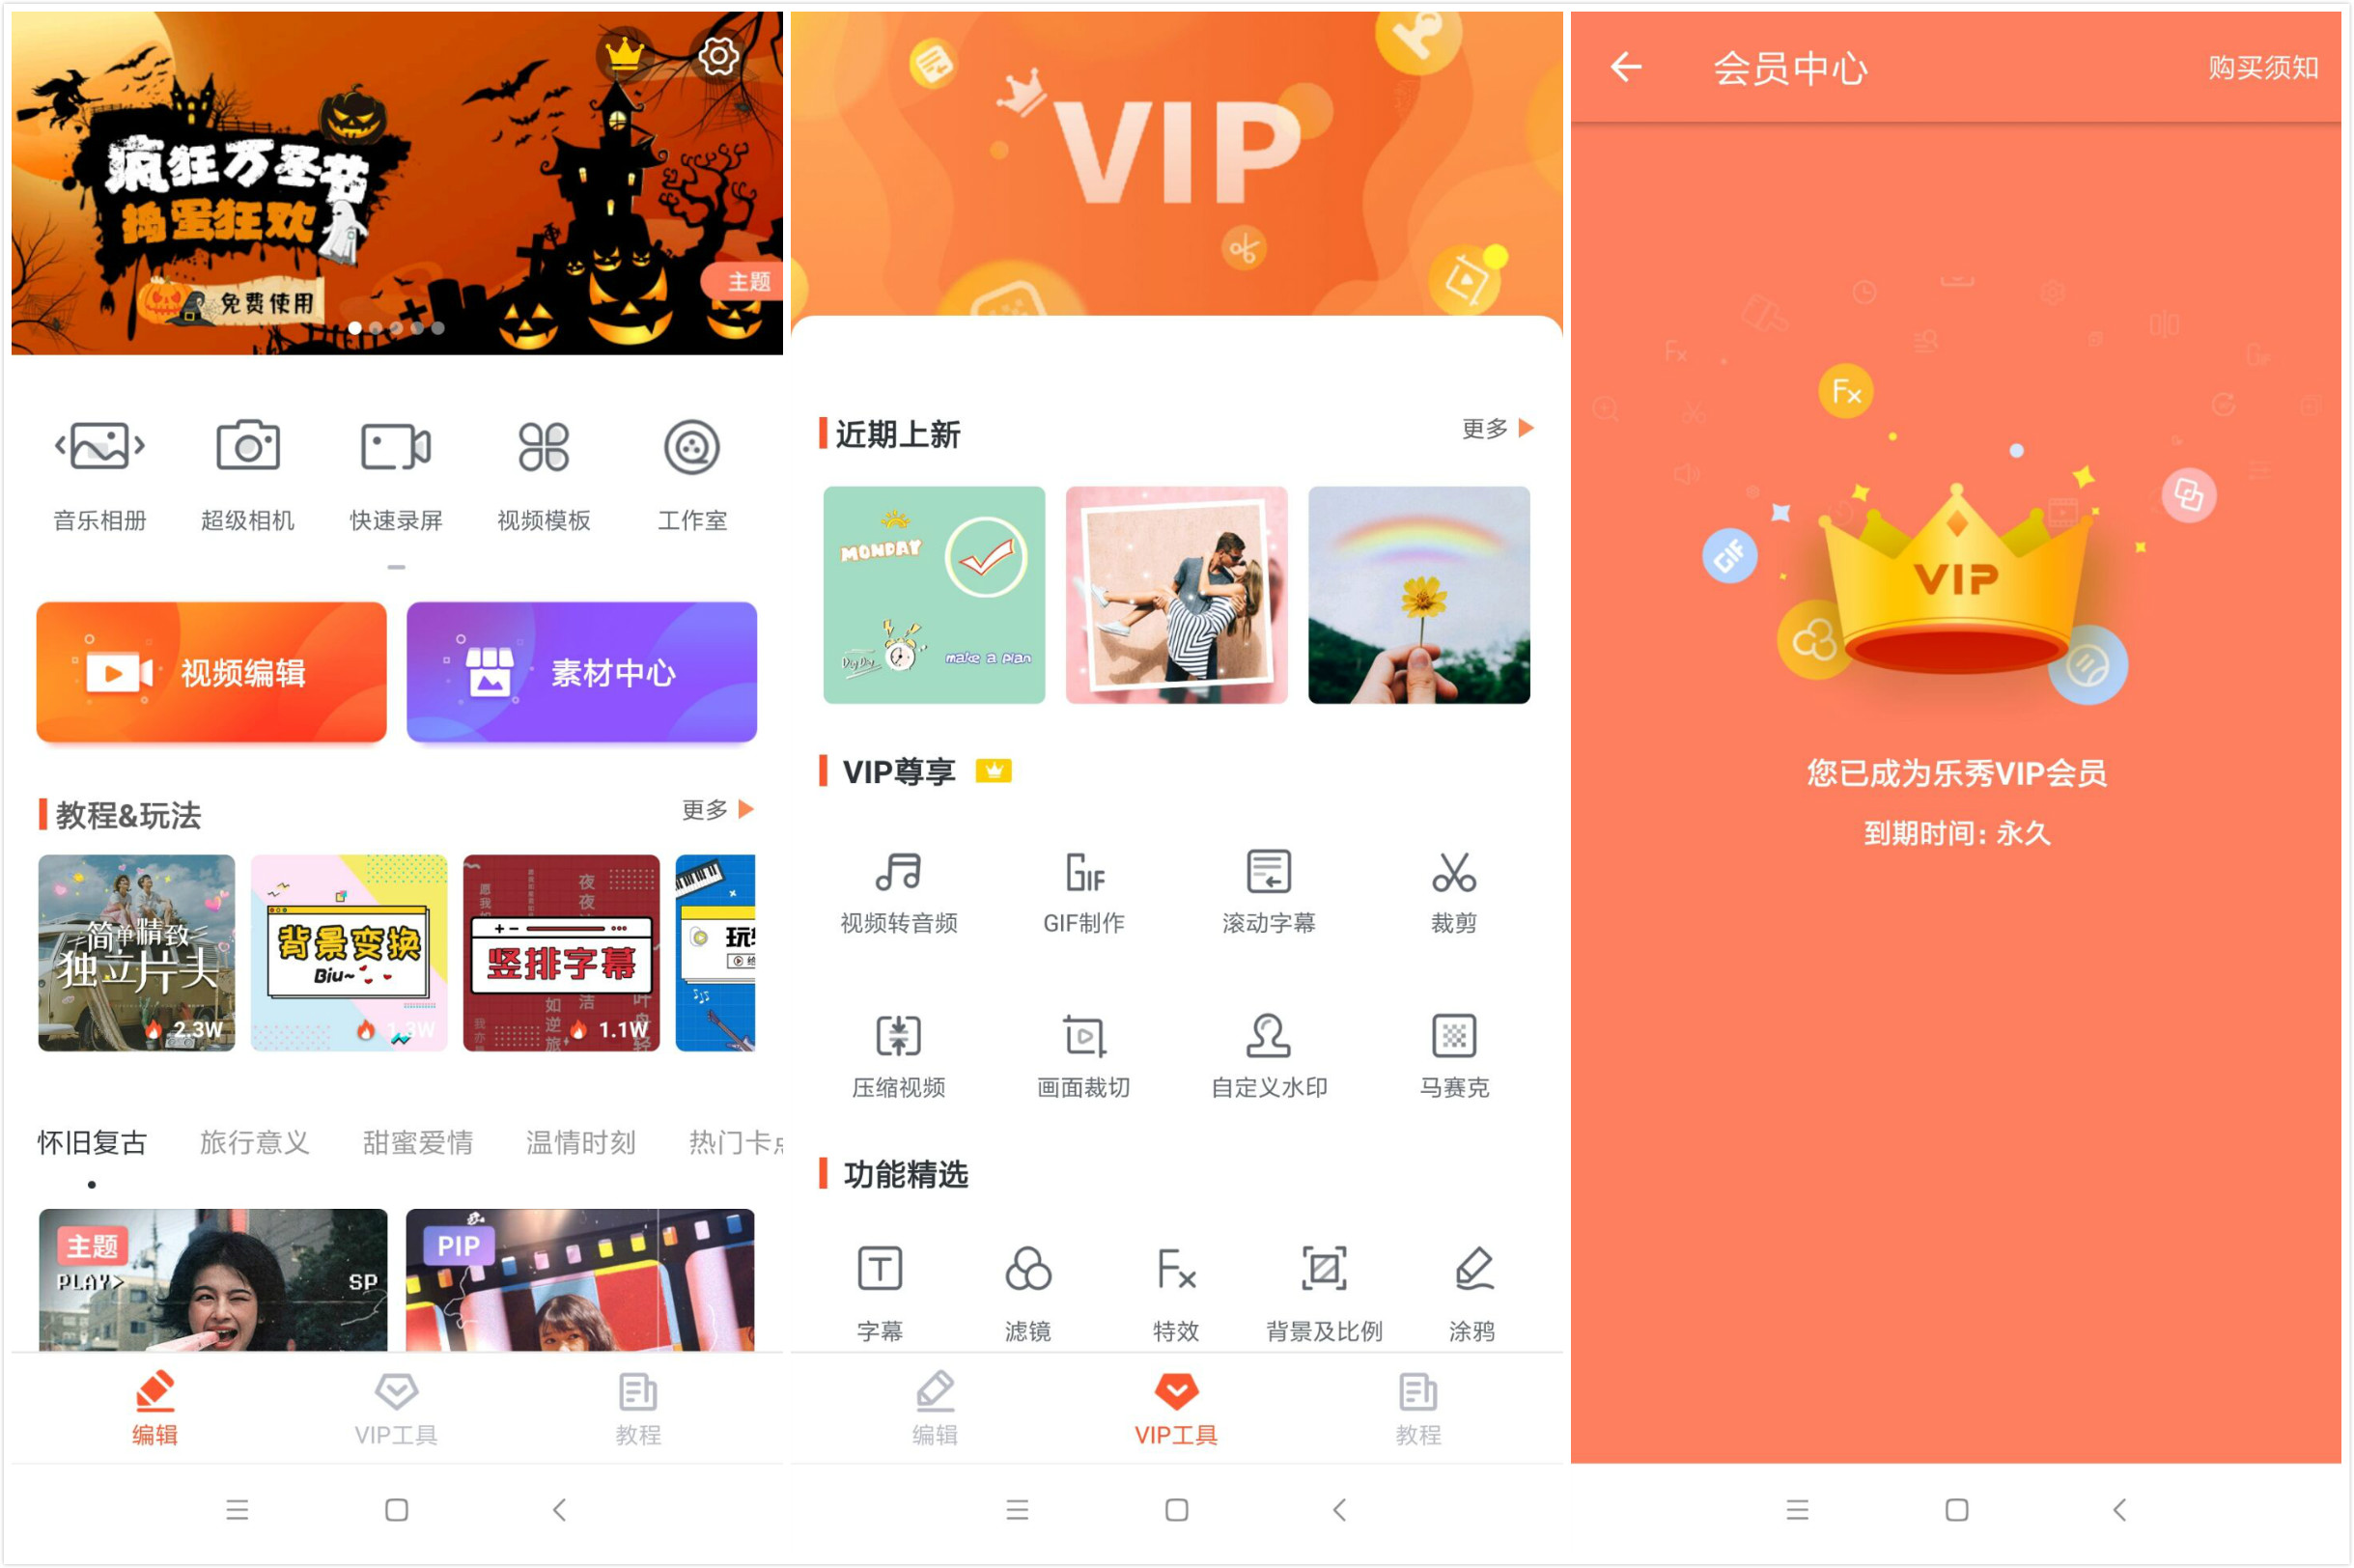 疯狂万圣节
捣蛋狂欢
免费使用
主题
音乐相册
超级相机
快速录屏
视频模板
工作室
视频编辑
素材中心
教程&玩法
更多
简单精致
独立片头
2.3W
背景变换
Biu~
1.3W
竖排字幕
1.1W
怀旧复古
旅行意义
甜蜜爱情
温情时刻
热门卡
主题
PLAY>
SP
PIP
编辑
VIP工具
教程
VIP
近期上新
更多
MONDAY
make a plan
VIP尊享
视频转音频
GIF制作
滚动字幕
裁剪
压缩视频
画面裁切
自定义水印
马赛克
功能精选
字幕
滤镜
特效
背景及比例
涂鸦
编辑
VIP工具
教程
会员中心
购买须知
Fx
GIF
VIP
您已成为乐秀VIP会员
到期时间: 永久